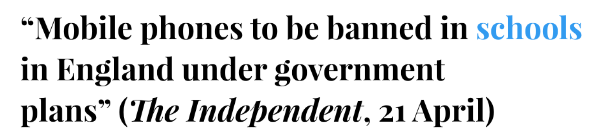 “Mobile phones to be banned in schools
in England under government
plans” (The Independent, 21 April)